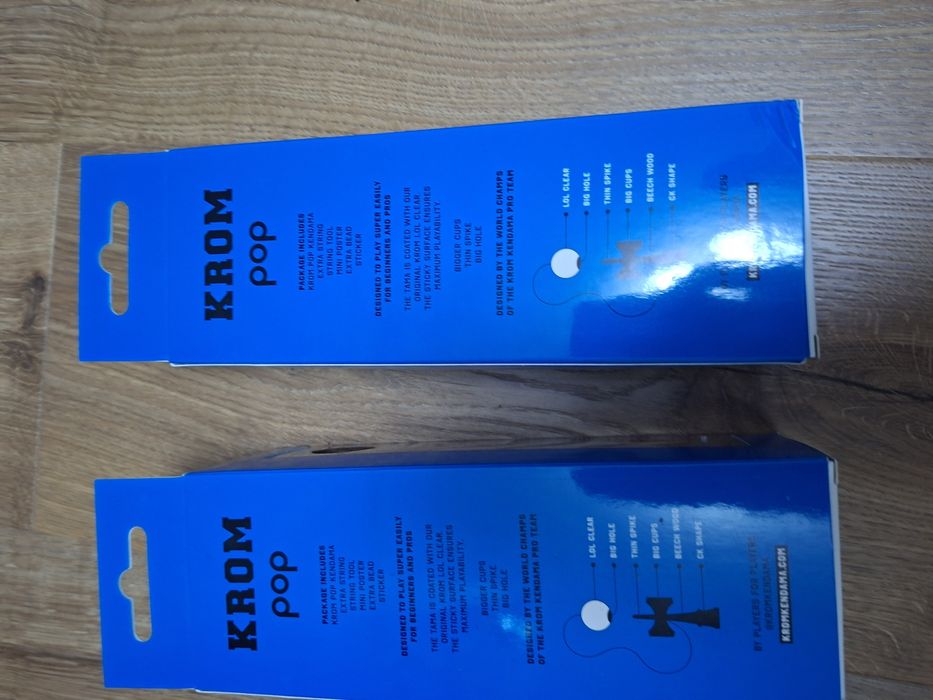 KROM
pop
PACKAGE INCLUDES
KROM POP KENDAMA
EXTRA STRING
STRING TOOL
MINI POSTER
EXTRA BEAD
STICKER
DESIGNED TO PLAY SUPER EASILY
FOR BEGINNERS AND PROS
THE TAMA IS COATED WITH OUR
ORIGINAL KROM LOL CLEAR.
THE STICKY SURFACE ENSURES
MAXIMUM PLAYABILITY.
BIGGER CUPS
THIN SPIKE
BIG HOLE
DESIGNED BY THE WORLD CHAMPS
OF THE KROM KENDAMA PRO TEAM
LOL CLEAR
BIG HOLE
THIN SPIKE
BIG CUPS
BEECH WOOD
CK SHAPE
KROM
pop
PACKAGE INCLUDES
KROM POP KENDAMA
EXTRA STRING
STRING TOOL
MINI POSTER
EXTRA BEAD
STICKER
DESIGNED TO PLAY SUPER EASILY
FOR BEGINNERS AND PROS
THE TAMA IS COATED WITH OUR
ORIGINAL KROM LOL CLEAR.
THE STICKY SURFACE ENSURES
MAXIMUM PLAYABILITY.
BIGGER CUPS
THIN SPIKE
BIG HOLE
DESIGNED BY THE WORLD CHAMPS
OF THE KROM KENDAMA PRO TEAM
LOL CLEAR
BIG HOLE
THIN SPIKE
BIG CUPS
BEECH WOOD
CK SHAPE
BY PLAYERS FOR PLAYERS
@KROMKENDAMA
KROMKENDAMA.COM